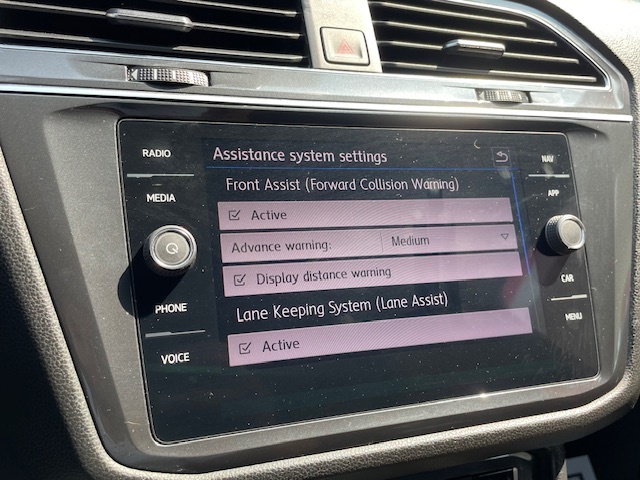 RADIO
MEDIA
PHONE
VOICE
Assistance system settings
Front Assist (Forward Collision Warning)
Active
Advance warning: Medium
Display distance warning
Lane Keeping System (Lane Assist)
Active
NAV
APP
CAR
MENU